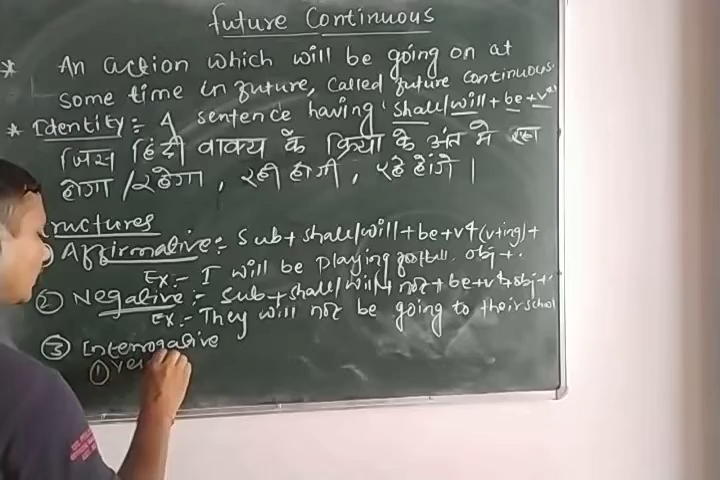 Future Continuous
* An action which will be going on at
some time in future, called future continuous.
* Identity:- A sentence having shall/will + be + v4
जिस हिंदी वाक्य के क्रिया के अंत में रहा
होगा /रहेगा, रही होगी, रहे होंगे।
ructures
Affirmative:- Sub + shall/will + be + v4 (v+ing) +
obj + .
Ex.- I will be playing football.
② Negative:- Sub + shall/will + not + be + v4 + obj + .
Ex.- They will not be going to their school
③ Interrogative
① Yes